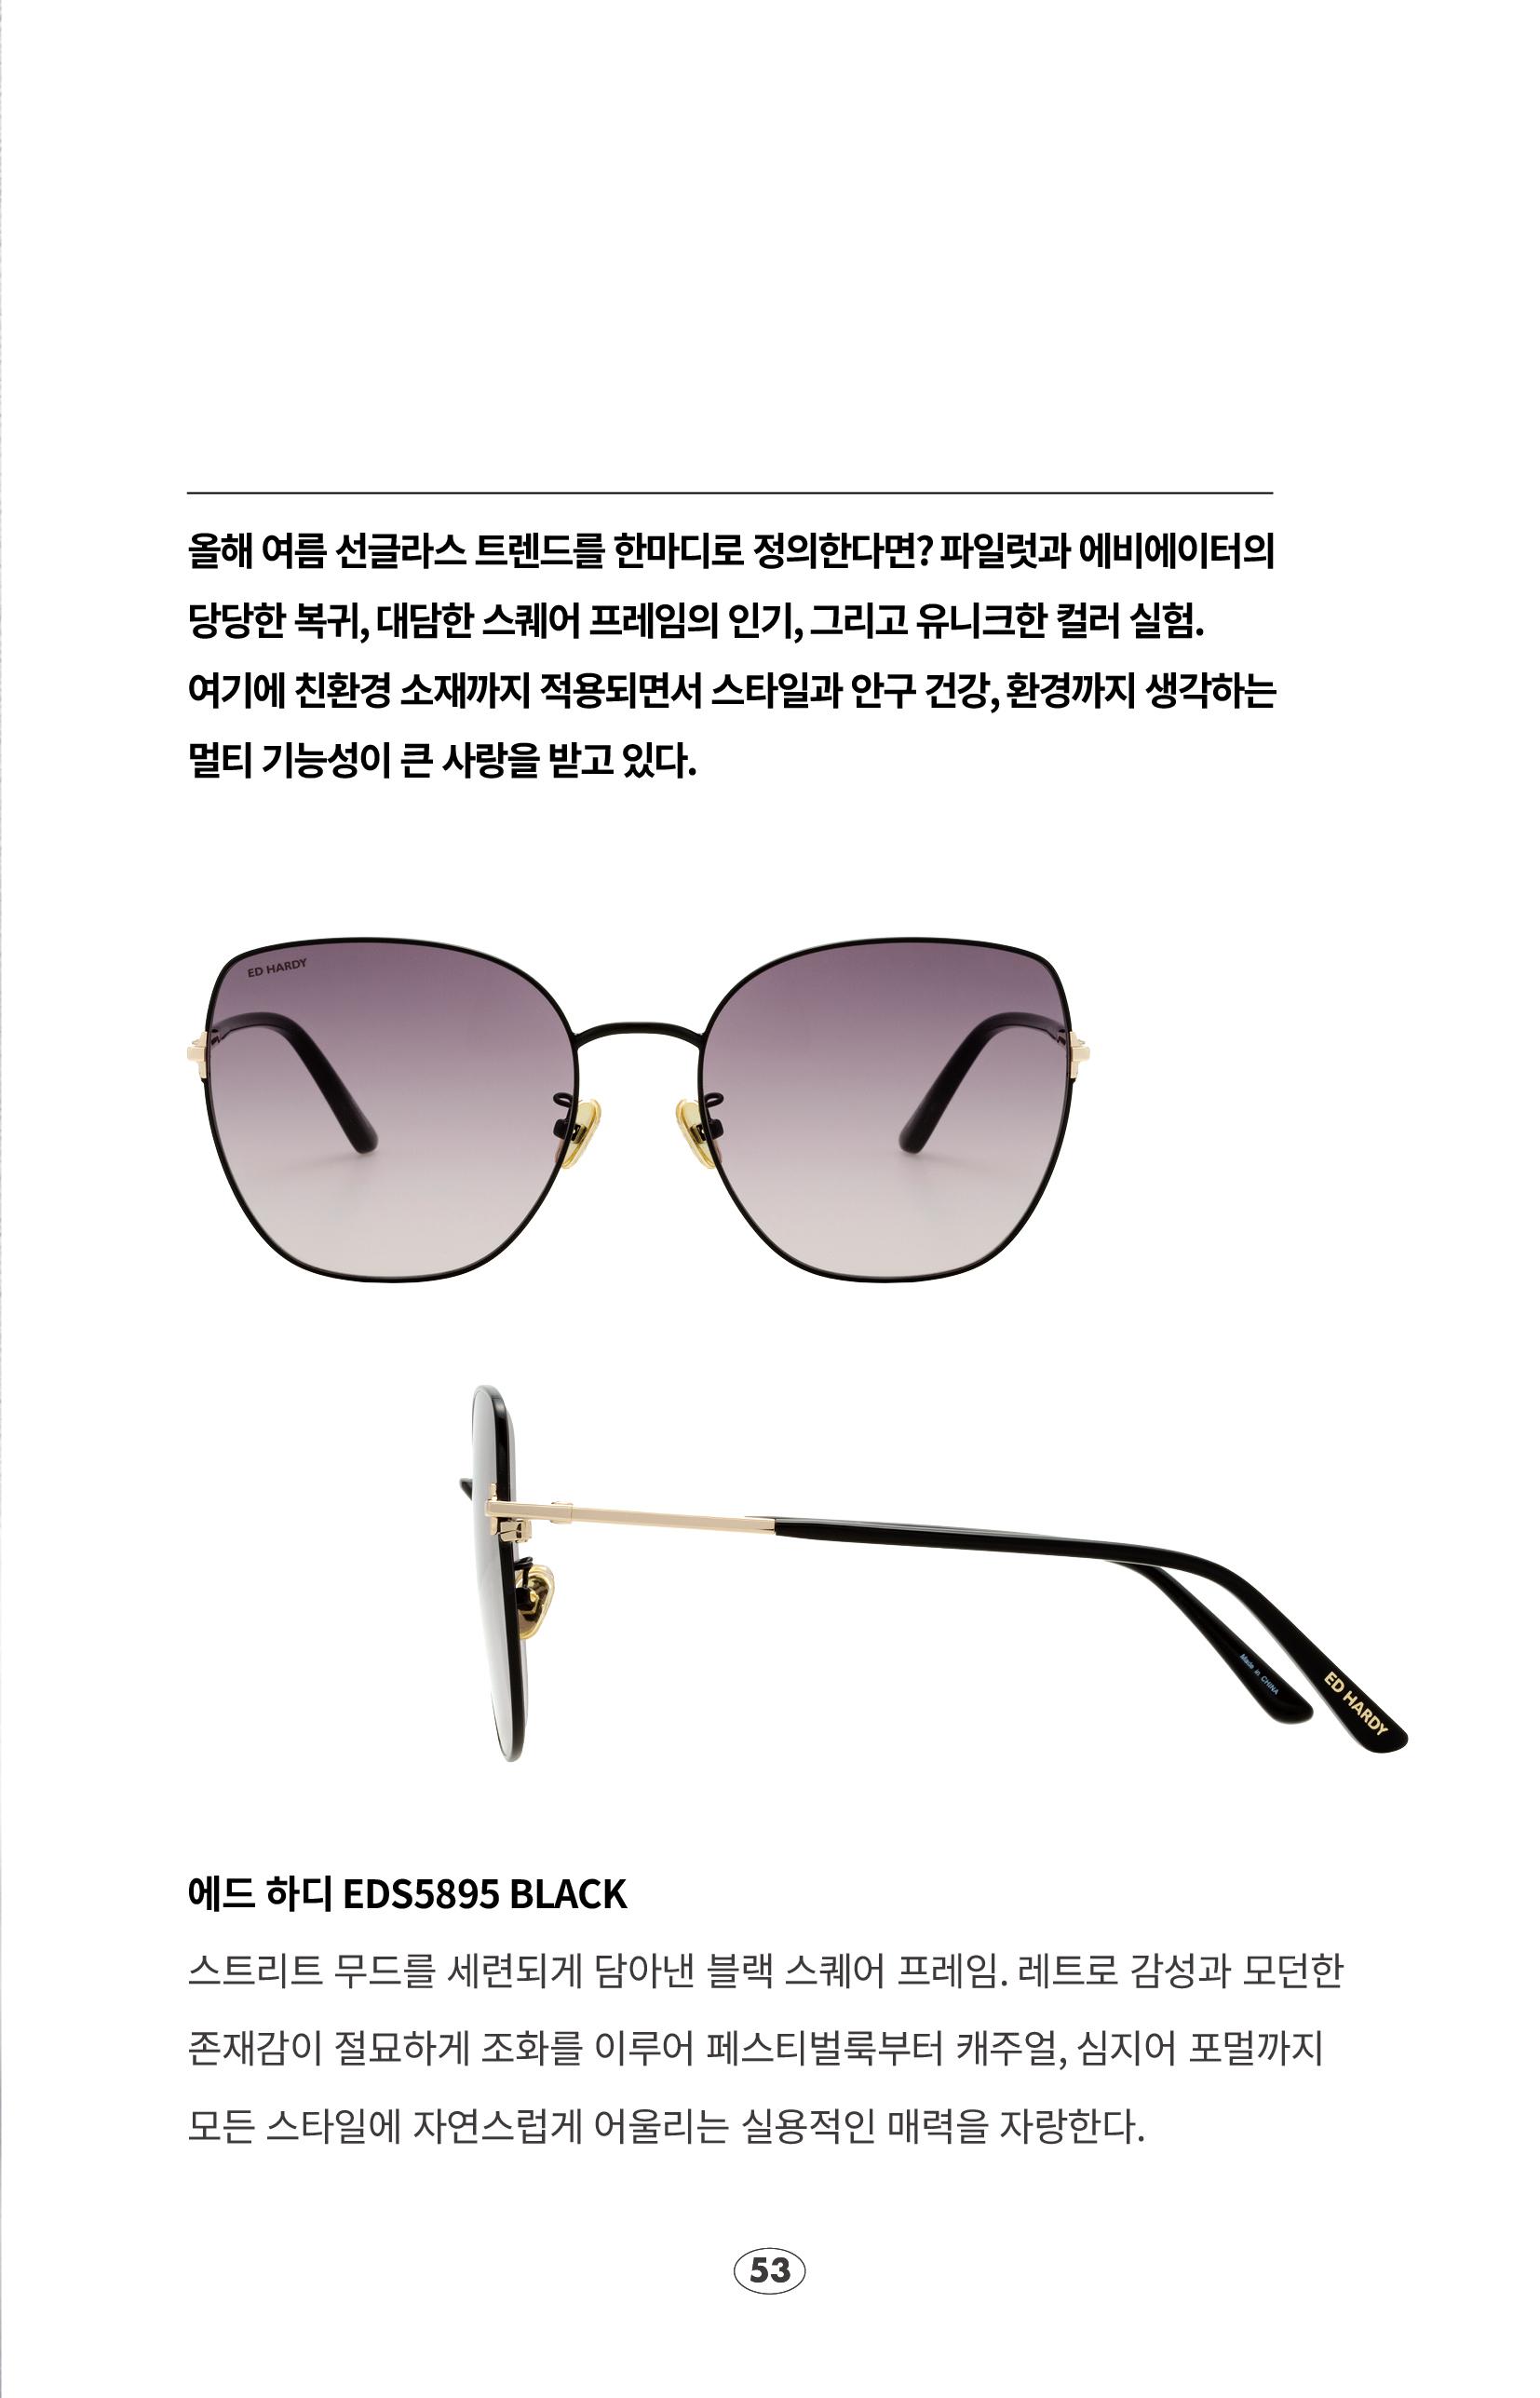 올해 여름 선글라스 트렌드를 한마디로 정의한다면? 파일럿과 에비에이터의
당당한 복귀, 대담한 스퀘어 프레임의 인기, 그리고 유니크한 컬러 실험.
여기에 친환경 소재까지 적용되면서 스타일과 안구 건강, 환경까지 생각하는
멀티 기능성이 큰 사랑을 받고 있다.
ED HARDY
Made in CHINA
ED HARDY
에드 하디 EDS5895 BLACK
스트리트 무드를 세련되게 담아낸 블랙 스퀘어 프레임. 레트로 감성과 모던한
존재감이 절묘하게 조화를 이루어 페스티벌룩부터 캐주얼, 심지어 포멀까지
모든 스타일에 자연스럽게 어울리는 실용적인 매력을 자랑한다.
53